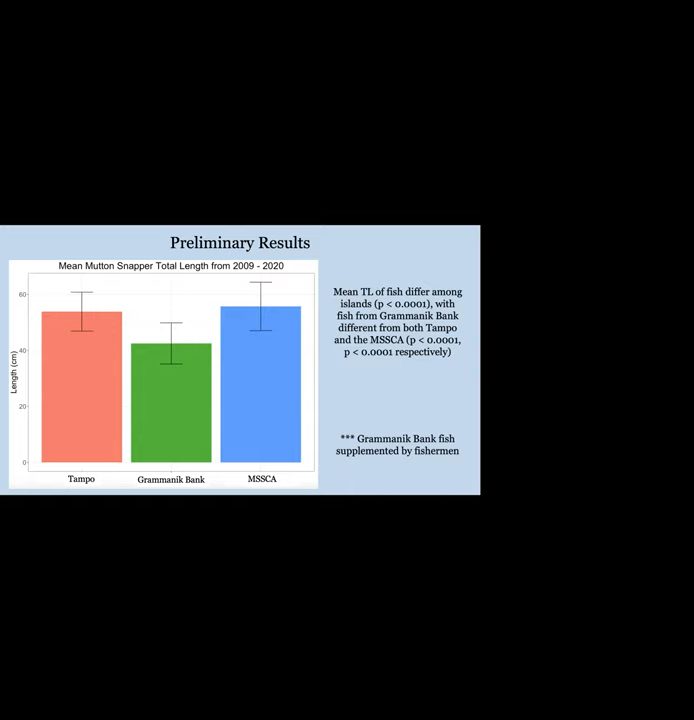 Preliminary Results
Mean Mutton Snapper Total Length from 2009 - 2020
60
40
20
0
Length (cm)
Tampo
Grammanik Bank
MSSCA
Mean TL of fish differ among
islands (p < 0.0001), with
fish from Grammanik Bank
different from both Tampo
and the MSSCA (p < 0.0001,
p < 0.0001 respectively)
*** Grammanik Bank fish
supplemented by fishermen